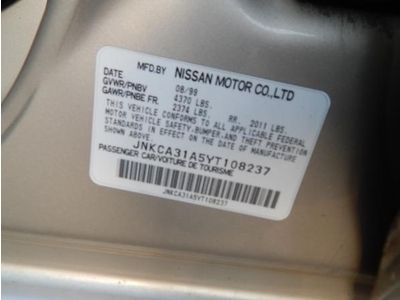 MFD.BY NISSAN MOTOR CO.,LTD
DATE 08/99
GVWR/PNBV 4370 LBS.
GAWR/PNBE FR. 2374 LBS. RR. 2011 LBS.
THIS VEHICLE CONFORMS TO ALL APPLICABLE FEDERAL
MOTOR VEHICLE SAFETY, BUMPER, AND THEFT PREVENTION
STANDARDS IN EFFECT ON THE DATE OF MANUFACTURE
SHOWN ABOVE.
JNKCA31A5YT108237
PASSENGER CAR/VOITURE DE TOURISME
JNKCA31A5YT108237